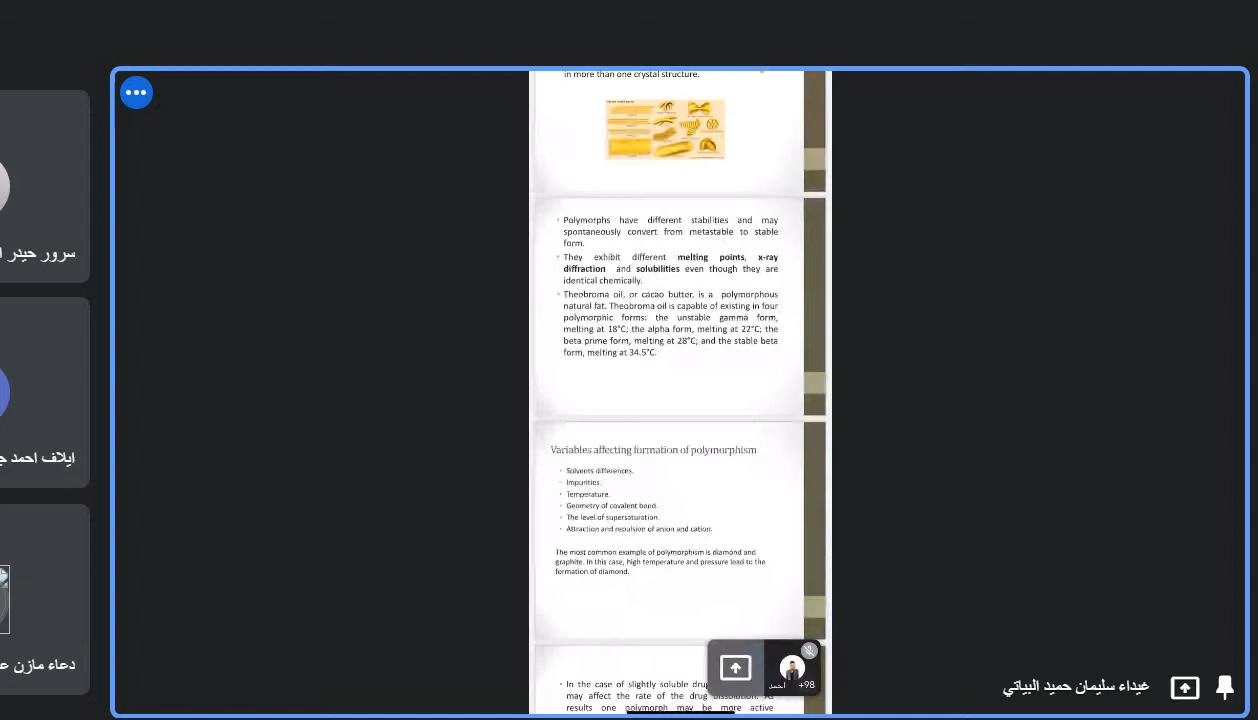 in more than one crystal structure.
Polymorphs have different stabilities and may
spontaneously convert from metastable to stable
form.
They exhibit different melting points, x-ray
diffraction and solubilities even though they are
identical chemically.
Theobroma oil, or cacao butter, is a polymorphous
natural fat. Theobroma oil is capable of existing in four
polymorphic forms: the unstable gamma form,
melting at 18°C; the alpha form, melting at 22°C; the
beta prime form, melting at 28°C; and the stable beta
form, melting at 34.5°C.
Variables affecting formation of polymorphism
Solvents differences.
Impurities.
Temperature.
Geometry of covalent bond.
The level of supersaturation.
Attraction and repulsion of anion and cation.
The most common example of polymorphism is diamond and
graphite. In this case, high temperature and pressure lead to the
formation of diamond.
In the case of slightly soluble
may affect the rate of the drug dissolution.
results one polymorph may be more active
سرور حيدر ا
ايلاف احمد ج
دعاء مازن ع
احمد
+98
غيداء سليمان حميد البياتي